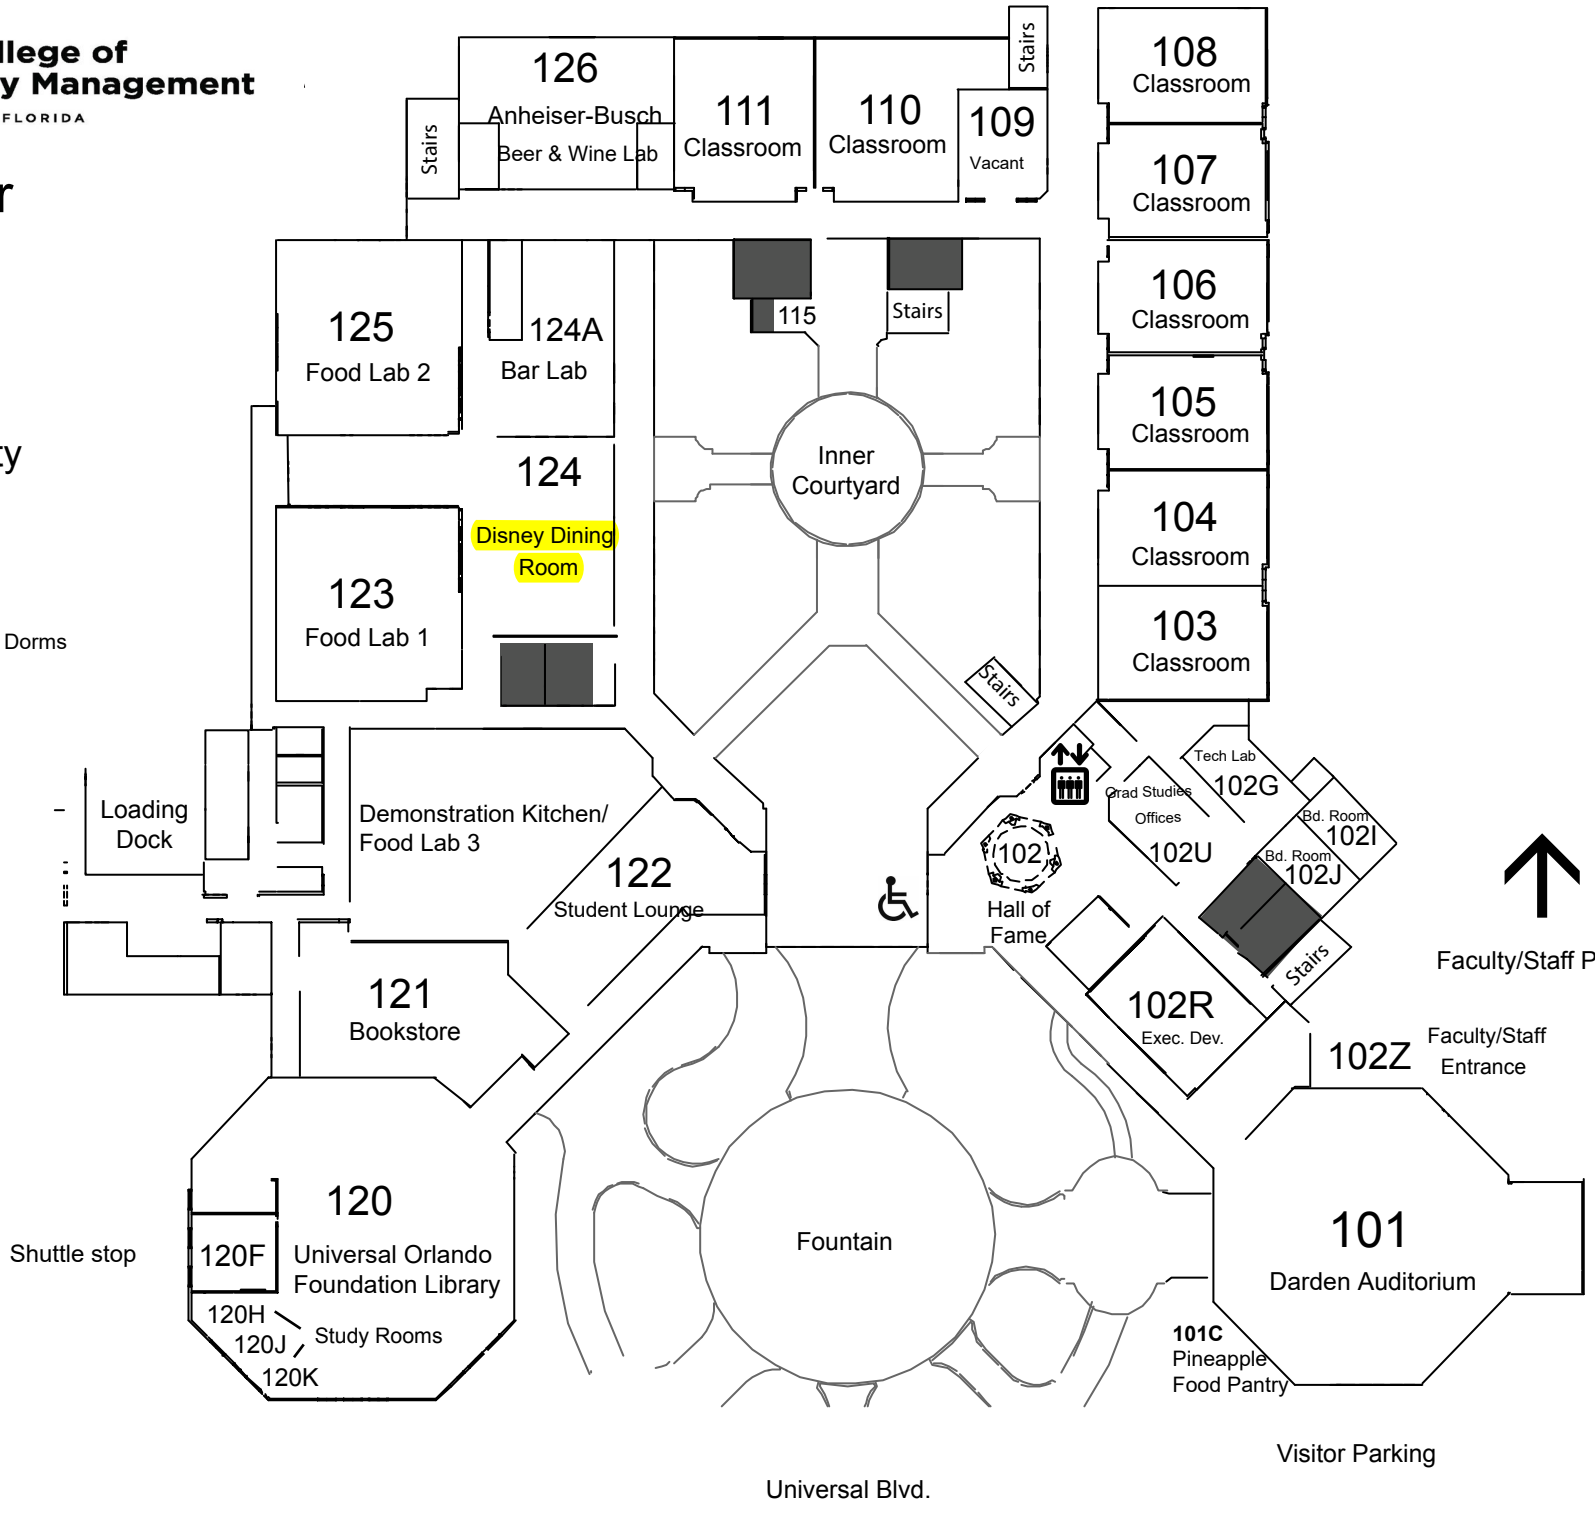 llege of
y Management
FLORIDA
r
ty
Dorms
126
Anheiser-Busch
Beer & Wine Lab
Stairs
111
Classroom
110
Classroom
Stairs
109
Vacant
108
Classroom
107
Classroom
106
Classroom
105
Classroom
104
Classroom
103
Classroom
125
Food Lab 2
124A
Bar Lab
115
Stairs
Inner
Courtyard
124
Disney Dining
Room
123
Food Lab 1
Stairs
Loading
Dock
Demonstration Kitchen/
Food Lab 3
122
Student Lounge
102
Hall of
Fame
Tech Lab
102G
Grad Studies
Offices
102U
Bd. Room
102I
Bd. Room
102J
Stairs
Faculty/Staff P
121
Bookstore
102R
Exec. Dev.
102Z
Faculty/Staff
Entrance
120
Universal Orlando
Foundation Library
120F
Shuttle stop
120H
120J
120K
Study Rooms
Fountain
101
Darden Auditorium
101C
Pineapple
Food Pantry
Visitor Parking
Universal Blvd.